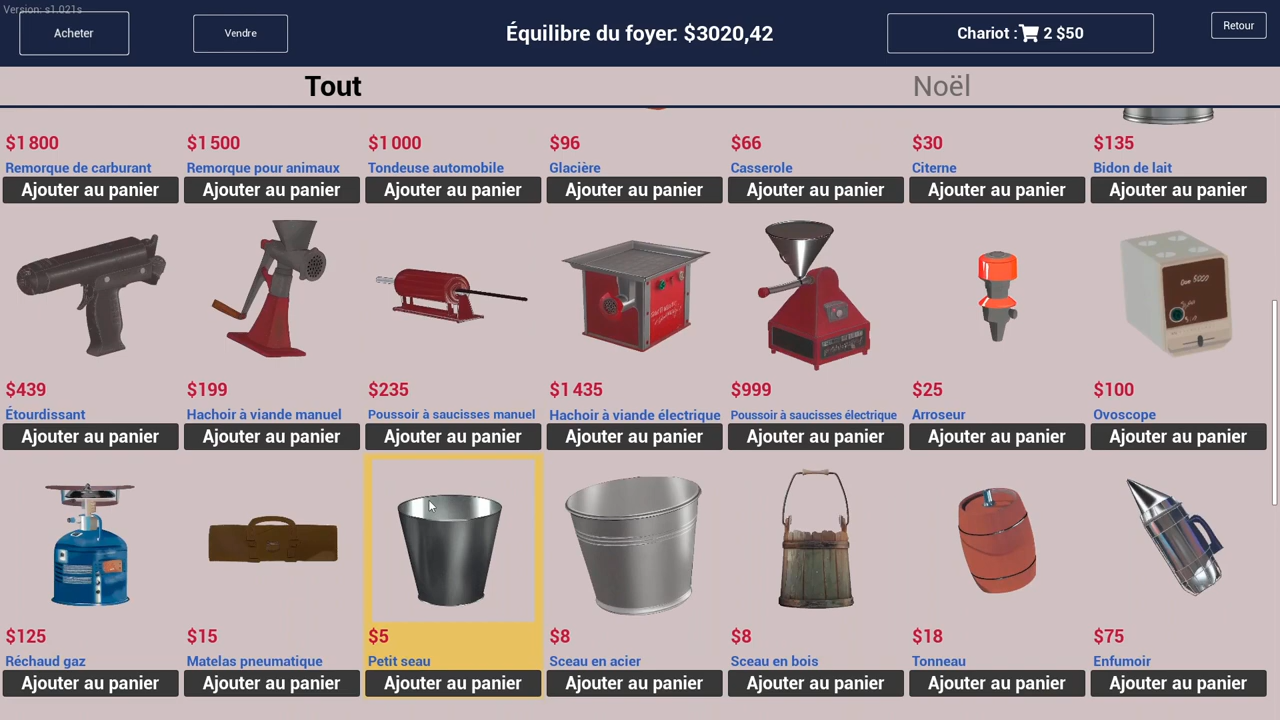 Version: s1.021s
Acheter
Vendre
Équilibre du foyer: $3020,42
Chariot : 2 $50
Retour
Tout
Noël
$1 800
$1 500
$1 000
$96
$66
$30
$135
Remorque de carburant
Remorque pour animaux
Tondeuse automobile
Glacière
Casserole
Citerne
Bidon de lait
Ajouter au panier
Ajouter au panier
Ajouter au panier
Ajouter au panier
Ajouter au panier
Ajouter au panier
Ajouter au panier
$439
$199
$235
$1 435
$999
$25
$100
Étourdissant
Hachoir à viande manuel
Poussoir à saucisses manuel
Hachoir à viande électrique
Poussoir à saucisses électrique
Arroseur
Ovoscope
Ajouter au panier
Ajouter au panier
Ajouter au panier
Ajouter au panier
Ajouter au panier
Ajouter au panier
Ajouter au panier
$125
$15
$5
$8
$8
$18
$75
Réchaud gaz
Matelas pneumatique
Petit seau
Sceau en acier
Sceau en bois
Tonneau
Enfumoir
Ajouter au panier
Ajouter au panier
Ajouter au panier
Ajouter au panier
Ajouter au panier
Ajouter au panier
Ajouter au panier